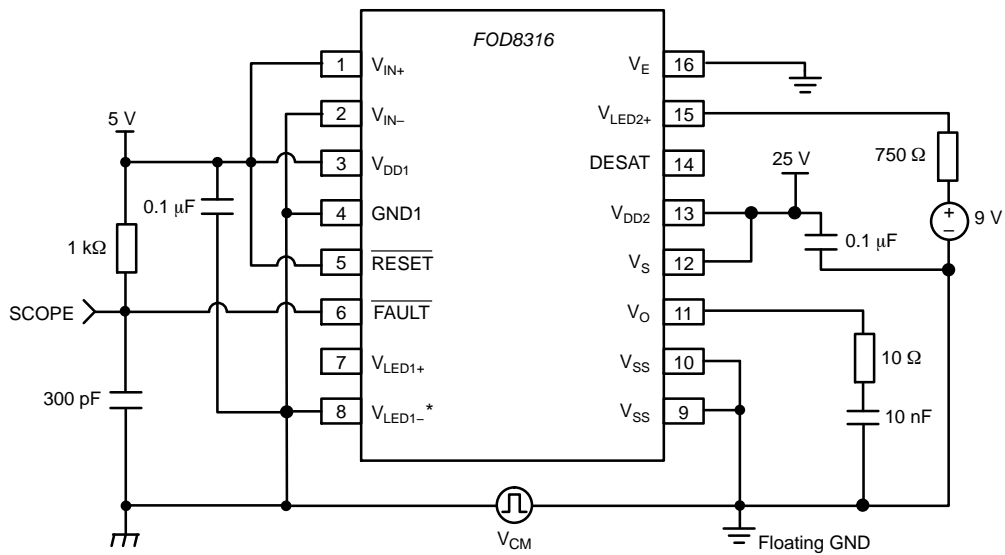 FOD8316
1 V_IN+
2 V_IN–
3 V_DD1
4 GND1
5 RESET
6 FAULT
7 V_LED1+
8 V_LED1–*
16 V_E
15 V_LED2+
14 DESAT
13 V_DD2
12 V_S
11 V_O
10 V_SS
9 V_SS
5 V
0.1 μF
1 kΩ
SCOPE
300 pF
25 V
0.1 μF
750 Ω
+
–
9 V
10 Ω
10 nF
V_CM
Floating GND